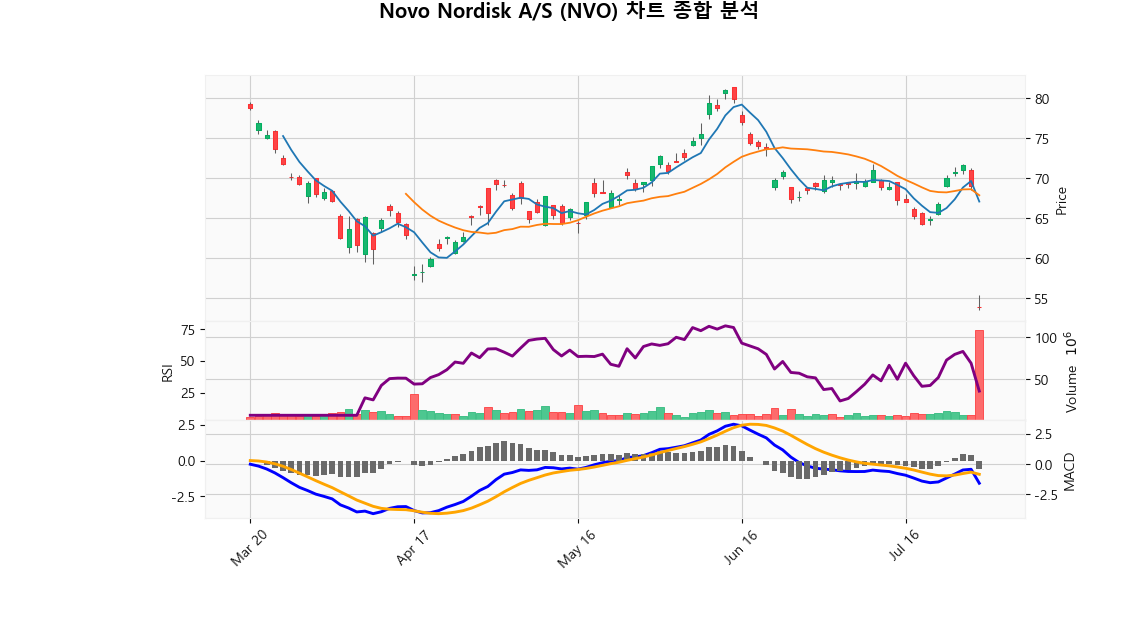 Novo Nordisk A/S (NVO) 차트 종합 분석
80
75
70
65
60
55
Price
75
50
25
RSI
100
50
Volume 10^6
2.5
0.0
-2.5
2.5
0.0
-2.5
MACD
Mar 20
Apr 17
May 16
Jun 16
Jul 16